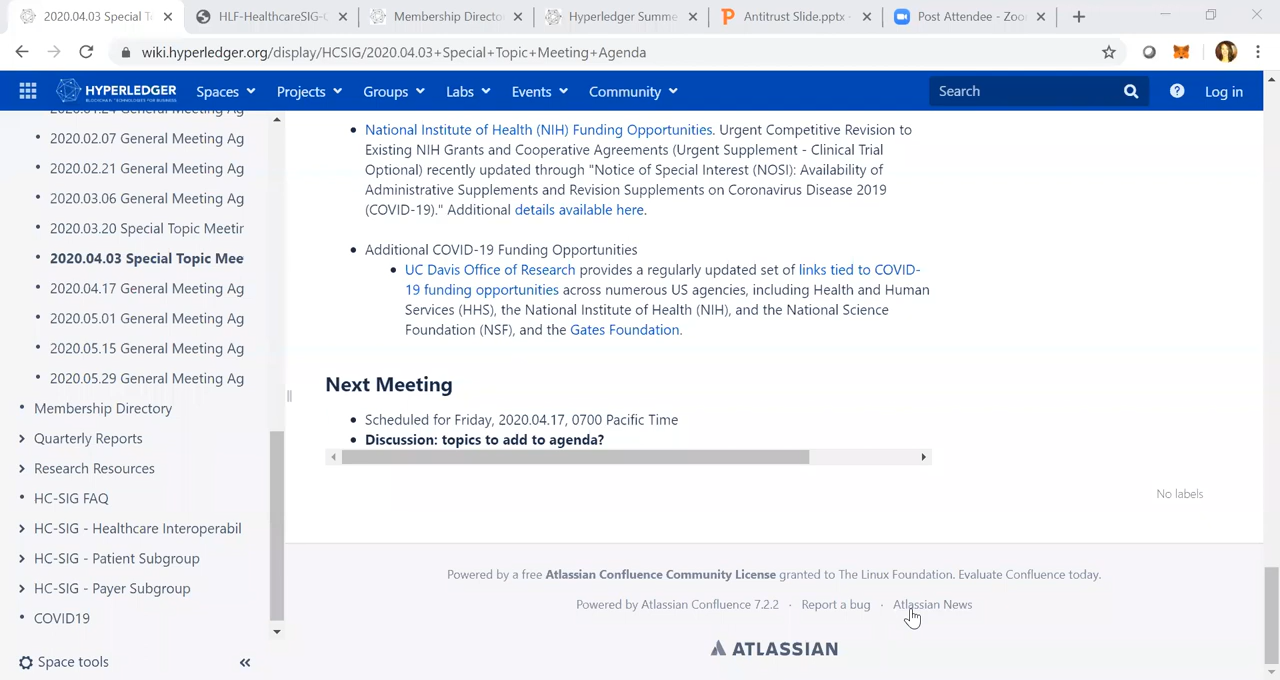 2020.04.03 Special T
HLF-HealthcareSIG-
Membership Directo
Hyperledger Summe
Antitrust Slide.pptx -
Post Attendee - Zoo
wiki.hyperledger.org/display/HCSIG/2020.04.03+Special+Topic+Meeting+Agenda
HYPERLEDGER
BLOCKCHAIN TECHNOLOGIES FOR BUSINESS
Spaces
Projects
Groups
Labs
Events
Community
Search
Log in
2020.01.24 General Meeting Ag
2020.02.07 General Meeting Ag
2020.02.21 General Meeting Ag
2020.03.06 General Meeting Ag
2020.03.20 Special Topic Meetir
2020.04.03 Special Topic Mee
2020.04.17 General Meeting Ag
2020.05.01 General Meeting Ag
2020.05.15 General Meeting Ag
2020.05.29 General Meeting Ag
Membership Directory
Quarterly Reports
Research Resources
HC-SIG FAQ
HC-SIG - Healthcare Interoperabil
HC-SIG - Patient Subgroup
HC-SIG - Payer Subgroup
COVID19
Space tools
National Institute of Health (NIH) Funding Opportunities. Urgent Competitive Revision to
Existing NIH Grants and Cooperative Agreements (Urgent Supplement - Clinical Trial
Optional) recently updated through "Notice of Special Interest (NOSI): Availability of
Administrative Supplements and Revision Supplements on Coronavirus Disease 2019
(COVID-19)." Additional details available here.
Additional COVID-19 Funding Opportunities
UC Davis Office of Research provides a regularly updated set of links tied to COVID-
19 funding opportunities across numerous US agencies, including Health and Human
Services (HHS), the National Institute of Health (NIH), and the National Science
Foundation (NSF), and the Gates Foundation.
Next Meeting
Scheduled for Friday, 2020.04.17, 0700 Pacific Time
Discussion: topics to add to agenda?
No labels
Powered by a free Atlassian Confluence Community License granted to The Linux Foundation. Evaluate Confluence today.
Powered by Atlassian Confluence 7.2.2 · Report a bug · Atlassian News
ATLASSIAN